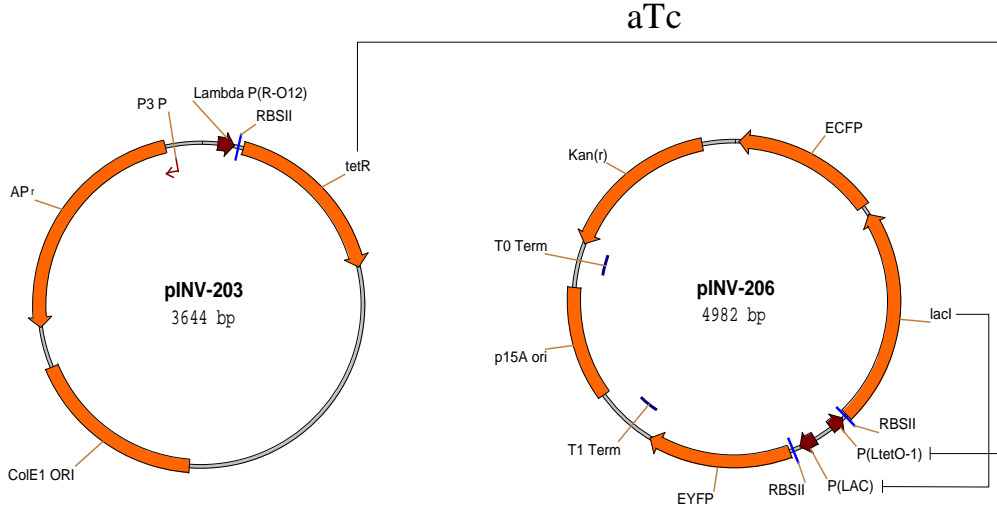 aTc
P3 P
Lambda P(R-O12)
RBSII
tetR
APr
pINV-203
3644 bp
ColE1 ORI
Kan(r)
ECFP
T0 Term
pINV-206
4982 bp
lacI
p15A ori
T1 Term
RBSII
P(LtetO-1)
P(LAC)
RBSII
EYFP